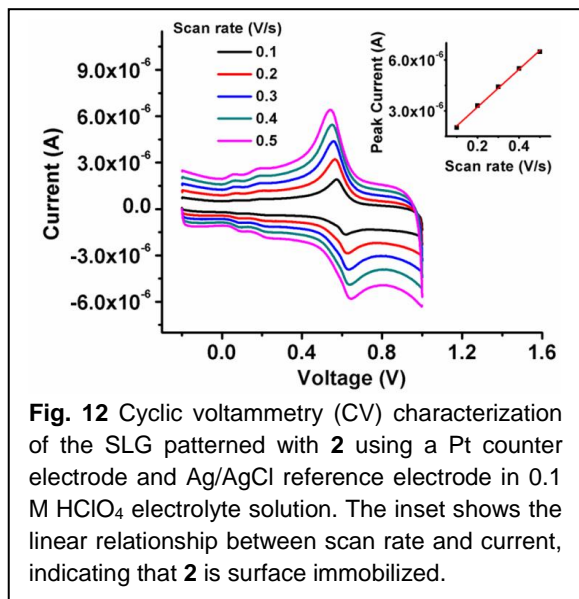 Scan rate (V/s)
0.1
0.2
0.3
0.4
0.5
9.0x10⁻⁶
6.0x10⁻⁶
3.0x10⁻⁶
0.0
-3.0x10⁻⁶
-6.0x10⁻⁶
Current (A)
0.0 0.4 0.8 1.2 1.6
Voltage (V)
6.0x10⁻⁶
3.0x10⁻⁶
Peak Current (A)
0.2 0.4
Scan rate (V/s)
Fig. 12 Cyclic voltammetry (CV) characterization
of the SLG patterned with 2 using a Pt counter
electrode and Ag/AgCl reference electrode in 0.1
M HClO₄ electrolyte solution. The inset shows the
linear relationship between scan rate and current,
indicating that 2 is surface immobilized.